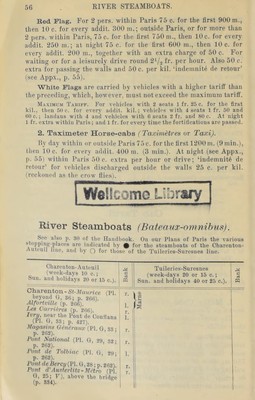 56 RIVER STEAMBOATS.
Red Flag. For 2 pers. within Paris 75 c. for the first 900 m.,
then 10 c. for every addit. 300 m.; outside Paris, or for more than
2 pers. within Paris, 75 c. for the first 750 m., then 10 c. for every
addit. 250 m.; at night 75 c. for the first 600 m., then 10 c. for
every addit. 200 m., together with an extra charge of 50 c. For
waiting or for a leisurely drive round 2½ fr. per hour. Also 50 c.
extra for passing the walls and 50 c. per kil. 'indemnité de retour'
(see Appx., p. 55).
White Flags are carried by vehicles with a higher tariff than
the preceding, which, however, must not exceed the maximum tariff.
Maximum Tariff. For vehicles with 2 seats 1 fr. 25 c. for the first
kil., then 50 c. for every addit. kil.; vehicles with 4 seats 1 fr. 50 and
60 c.; landaus with 4 and vehicles with 6 seats 2 fr. and 80 c. At night
1 fr. extra within Paris; and 1 fr. for every time the fortifications are passed.
2. Taximeter Horse-cabs (Taximètres or Taxi).
By day within or outside Paris 75 c. for the first 1200 m. (9 min.),
then 10 c. for every addit. 400 m. (3 min.). At night (see Appx.,
p. 55) within Paris 50 c. extra per hour or drive; 'indemnité de
retour' for vehicles discharged outside the walls 25 c. per kil.
(reckoned as the crow flies).
Wellcome Library
River Steamboats (Bateaux-omnibus).
See also p. 30 of the Handbook. On our Plans of Paris the various
stopping-places are indicated by ● for the steamboats of the Charenton-
Auteuil line, and by () for those of the Tuileries-Suresnes line.
Charenton-Auteuil
(week-days 10 c.;
Sun. and holidays 20 or 15 c.).
Bank
Tuileries-Suresnes
(week-days 20 or 15 c.;
Sun. and holidays 40 or 25 c.).
Bank
Charenton-St-Maurice (Pl.
beyond G, 28; p. 266). r.
Alfortville (p. 266). l.
Les Carrières (p. 266). r.
Ivry, near the Pont de Conflans
(Pl. G, 33; p. 427). l.
Magasins Généraux (Pl. G, 33;
p. 262). r.
Pont National (Pl. G, 29, 32;
p. 262). r.
Pont de Tolbiac (Pl. G, 29;
p. 262). l.
Pont de Bercy (Pl. G, 28; p. 262). r.
Pont d'Austerlitz-Métro (Pl.
G, 25; V); above the bridge
(p. 334). l.